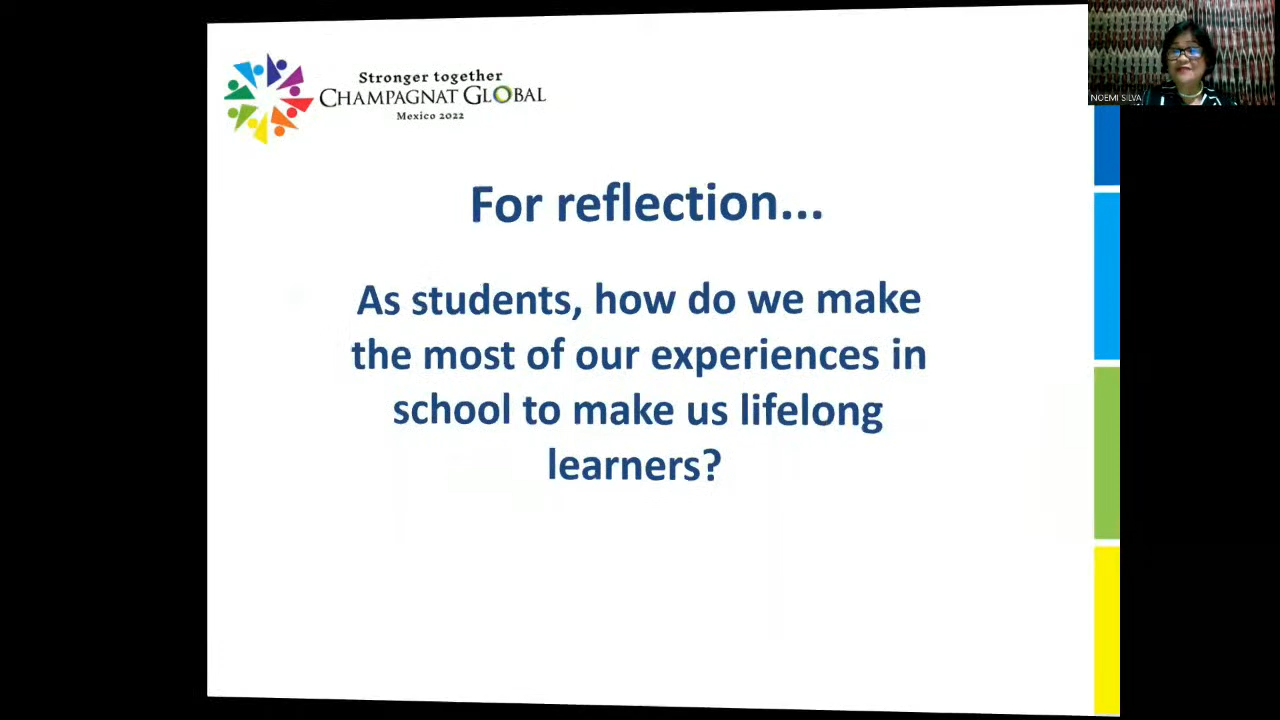 Stronger together
CHAMPAGNAT GLOBAL
Mexico 2022
NOEMI SILVA
For reflection...
As students, how do we make
the most of our experiences in
school to make us lifelong
learners?